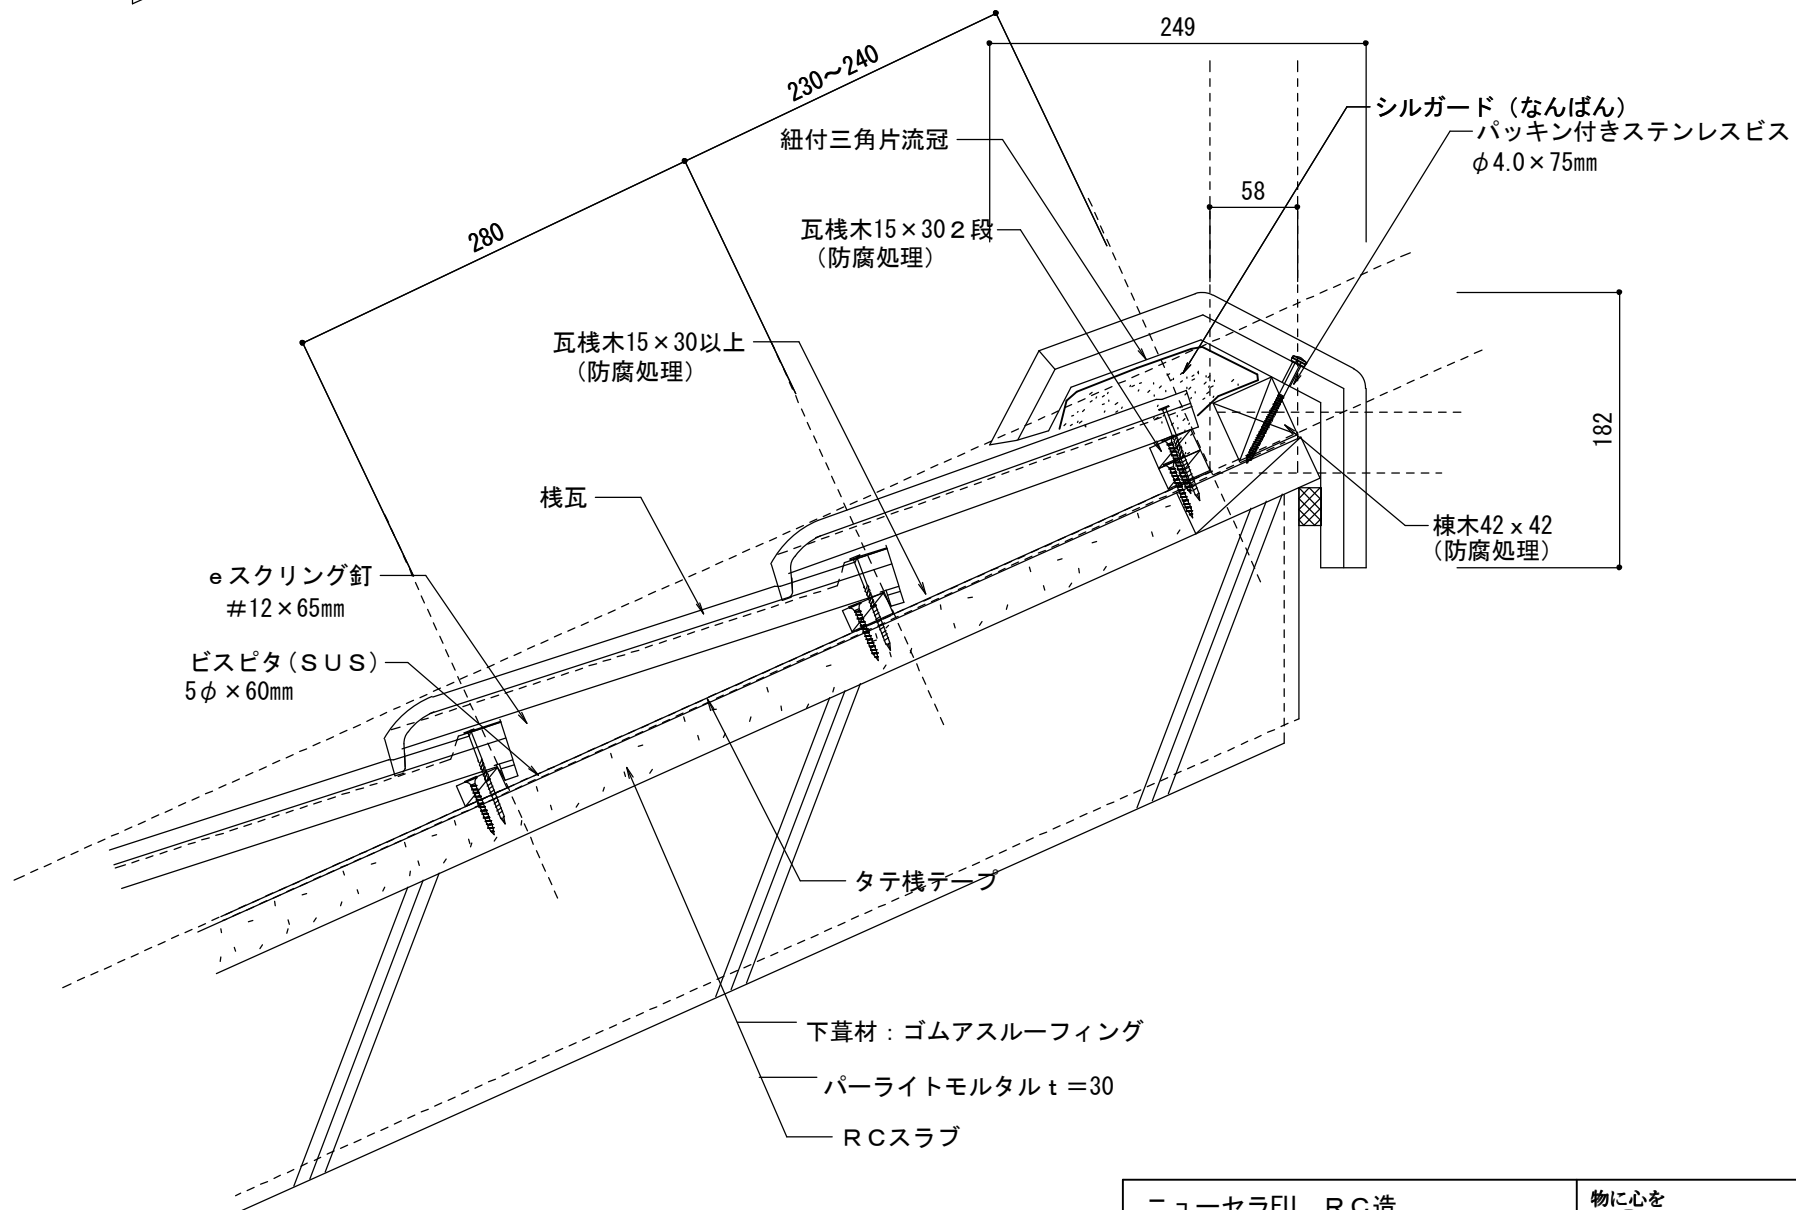 249
230～240
シルガード（なんばん）
パッキン付きステンレスビス
φ4.0×75mm
紐付三角片流冠
58
280
瓦桟木15×30２段
（防腐処理）
瓦桟木15×30以上
（防腐処理）
182
桟瓦
棟木42ｘ42
（防腐処理）
ｅスクリング釘
＃12×65mm
ビスピタ(ＳＵＳ)
5φ×60mm
タテ桟テープ
下葺材：ゴムアスルーフィング
パーライトモルタルｔ＝30
ＲＣスラブ
物に心を